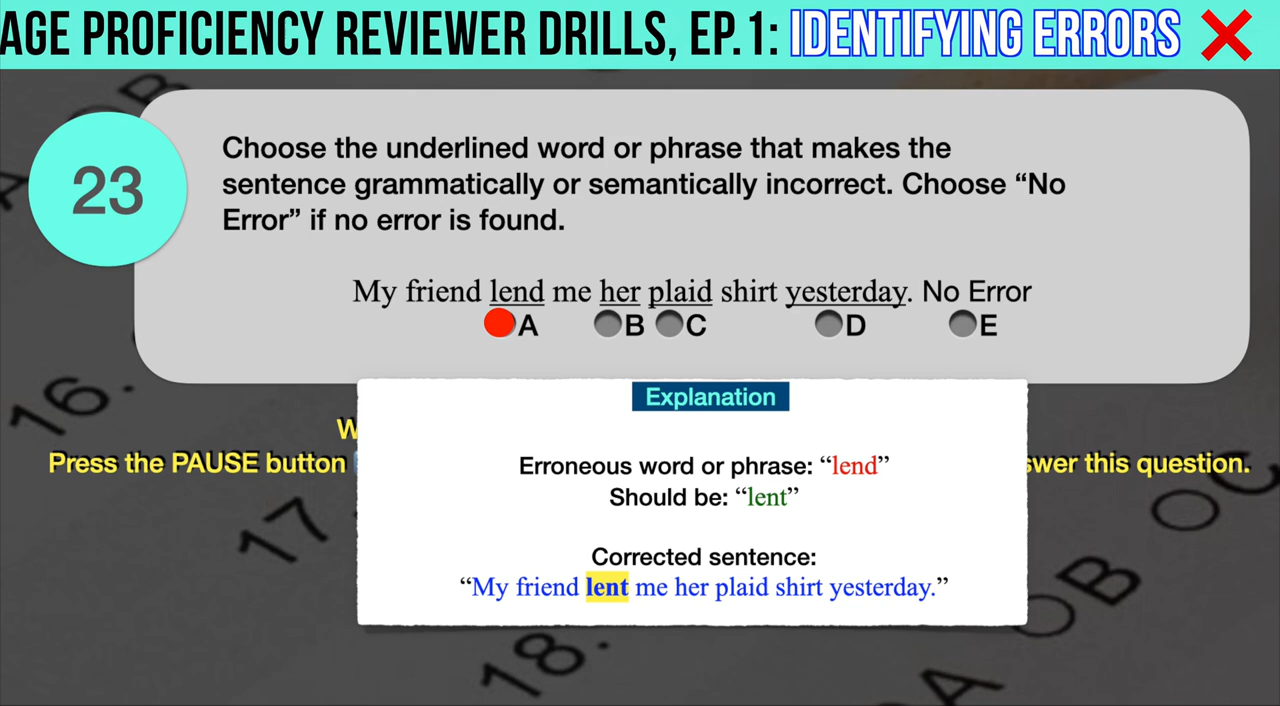 AGE PROFICIENCY REVIEWER DRILLS, EP.1: IDENTIFYING ERRORS
23
Choose the underlined word or phrase that makes the
sentence grammatically or semantically incorrect. Choose “No
Error” if no error is found.
My friend lend me her plaid shirt yesterday. No Error
A B C D E
Explanation
Press the PAUSE button
this question.
Erroneous word or phrase: “lend”
Should be: “lent”
Corrected sentence:
“My friend lent me her plaid shirt yesterday.”
16.
17.
18.
OB
OC
OB
A